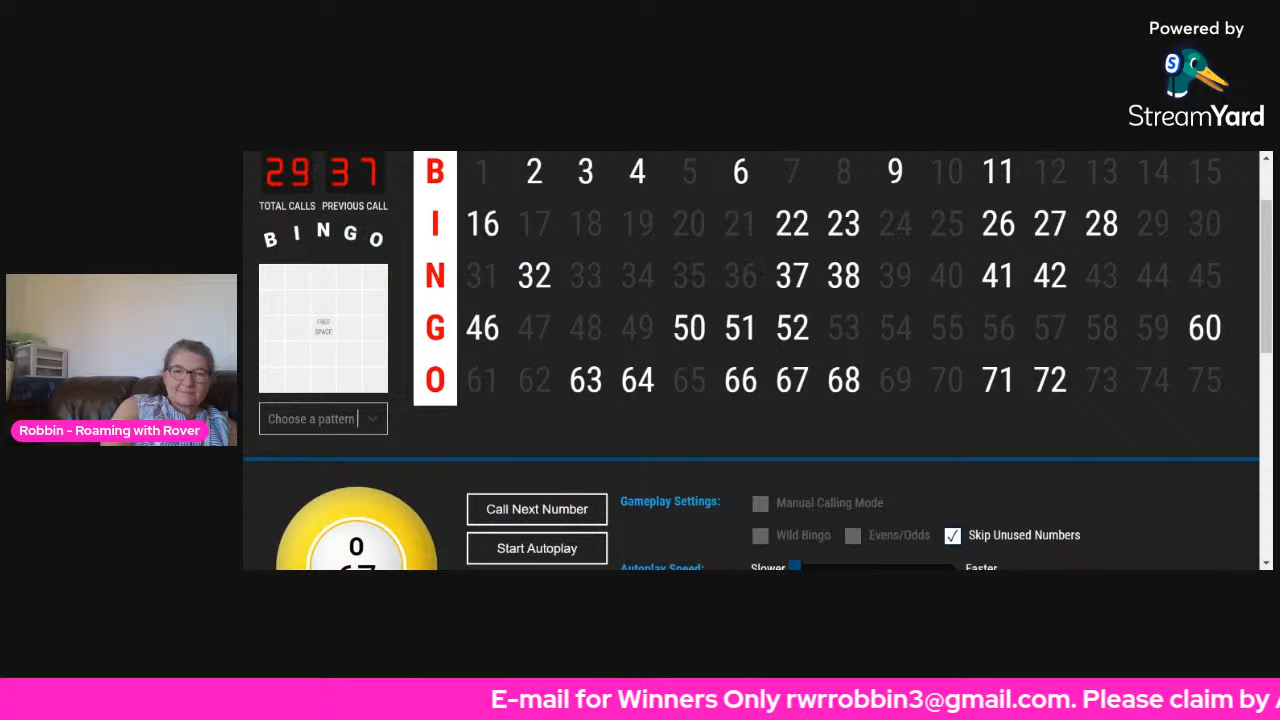 Powered by
S
StreamYard
29 37
TOTAL CALLS PREVIOUS CALL
B I N G O
FREE
SPACE
Choose a pattern
B 1 2 3 4 5 6 7 8 9 10 11 12 13 14 15
I 16 17 18 19 20 21 22 23 24 25 26 27 28 29 30
N 31 32 33 34 35 36 37 38 39 40 41 42 43 44 45
G 46 47 48 49 50 51 52 53 54 55 56 57 58 59 60
O 61 62 63 64 65 66 67 68 69 70 71 72 73 74 75
Robbin - Roaming with Rover
O
67
Call Next Number
Start Autoplay
Gameplay Settings:
Manual Calling Mode
Wild Bingo
Evens/Odds
Skip Unused Numbers
Autoplay Speed:
Slower
Faster
E-mail for Winners Only rwrrobbin3@gmail.com. Please claim by